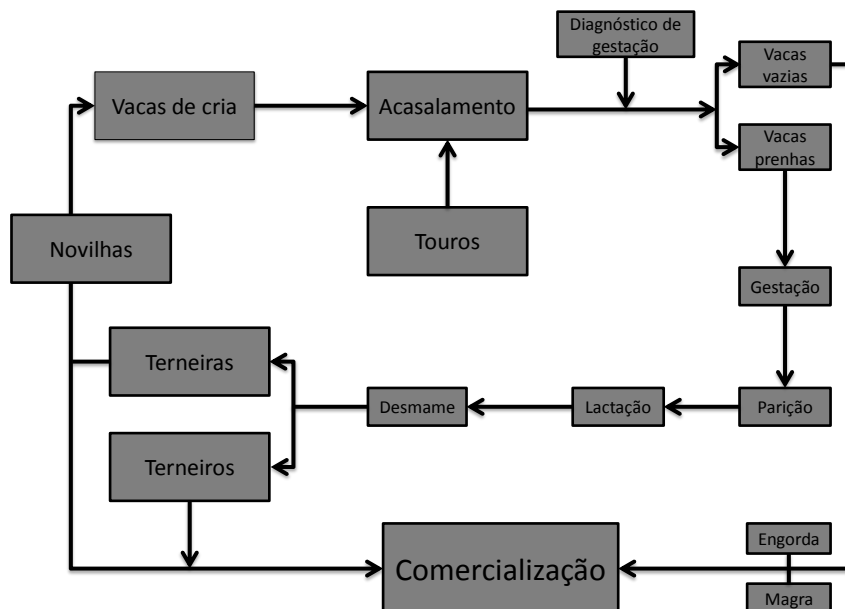 Diagnóstico de
gestação
Vacas
vazias
Vacas de cria
Acasalamento
Vacas
prenhas
Novilhas
Touros
Gestação
Terneiras
Desmame
Lactação
Parição
Terneiros
Comercialização
Engorda
Magra